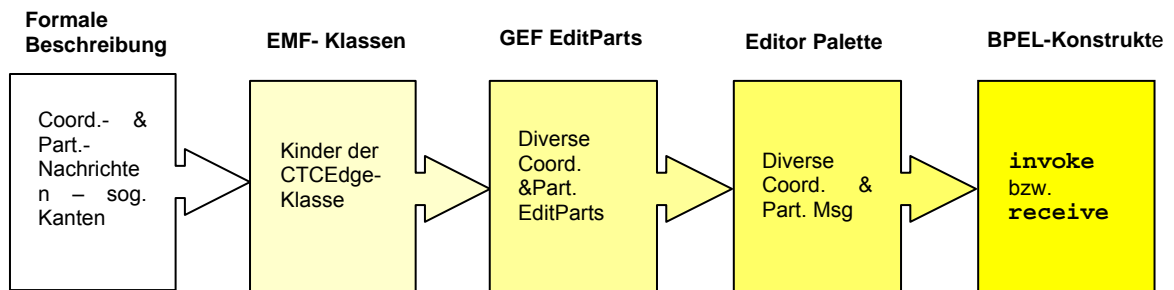 Formale
Beschreibung
EMF- Klassen
GEF EditParts
Editor Palette
BPEL-Konstrukte
Coord.- &
Part.-
Nachrichte
n – sog.
Kanten
Kinder der
CTCEdge-
Klasse
Diverse
Coord.
&Part.
EditParts
Diverse
Coord. &
Part. Msg
invoke
bzw.
receive